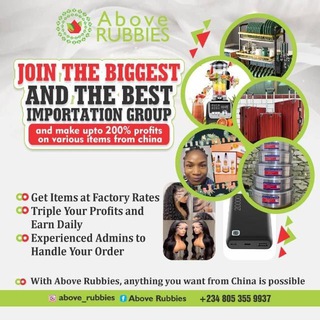 Above
RUBBIES
JOIN THE BIGGEST
AND THE BEST
IMPORTATION GROUP
and make upto 200% profits
on various items from china
Get Items at Factory Rates
Triple Your Profits and
Earn Daily
Experienced Admins to
Handle Your Order
With Above Rubbies, anything you want from China is possible
above_rubbies Above Rubbies +234 805 355 9937